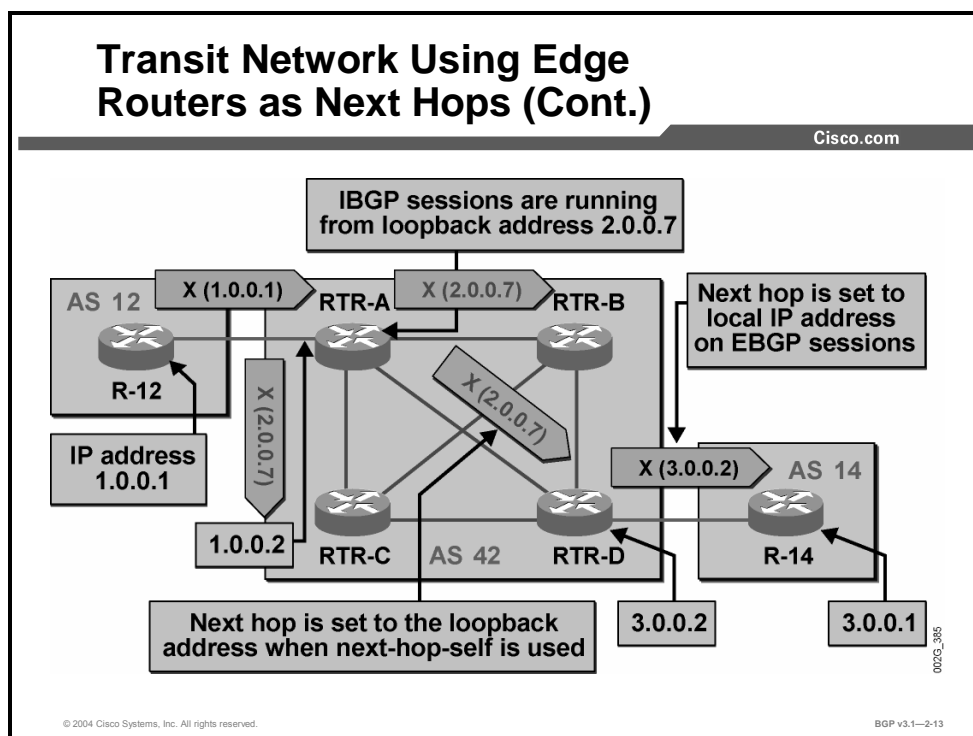 Transit Network Using Edge
Routers as Next Hops (Cont.)
Cisco.com
IBGP sessions are running
from loopback address 2.0.0.7
AS 12
X (1.0.0.1)
RTR-A
X (2.0.0.7)
RTR-B
Next hop is set to
local IP address
on EBGP sessions
R-12
X (2.0.0.7)
X (2.0.0.7)
IP address
1.0.0.1
X (3.0.0.2)
AS 14
1.0.0.2
RTR-C
AS 42
RTR-D
R-14
Next hop is set to the loopback
address when next-hop-self is used
3.0.0.2
3.0.0.1
002G_385
© 2004 Cisco Systems, Inc. All rights reserved.
BGP v3.1—2-13